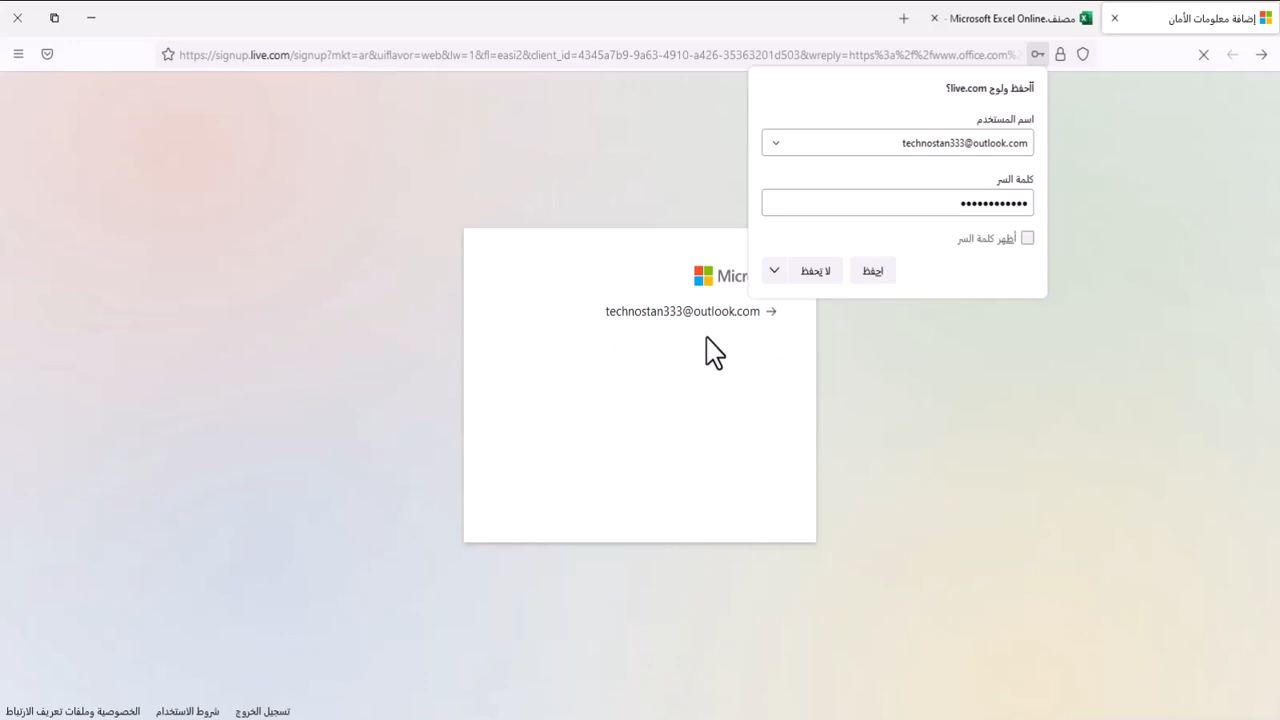 إضافة معلومات الأمان
مصنف.Microsoft Excel Online -
https://signup.live.com/signup?mkt=ar&uiflavor=web&lw=1&fl=easi2&client_id=4345a7b9-9a63-4910-a426-35363201d503&wreply=https%3a%2f%2fwww.office.com%2
أأحفظ ولوج live.com؟
اسم المستخدم
technostan333@outlook.com
كلمة السر
أظهر كلمة السر
احفظ
لا تحفظ
Micr
technostan333@outlook.com
تسجيل الخروج
شروط الاستخدام
الخصوصية وملفات تعريف الارتباط